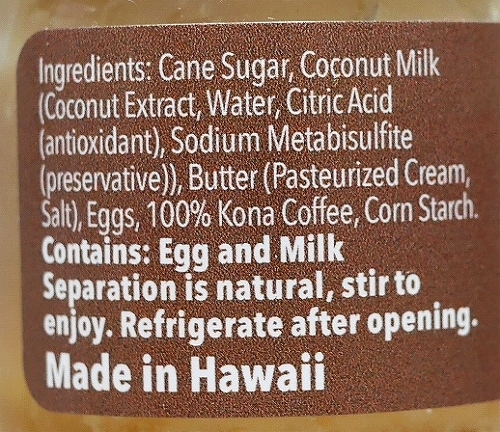 Ingredients: Cane Sugar, Coconut Milk
(Coconut Extract, Water, Citric Acid
(antioxidant), Sodium Metabisulfite
(preservative)), Butter (Pasteurized Cream,
Salt), Eggs, 100% Kona Coffee, Corn Starch.
Contains: Egg and Milk
Separation is natural, stir to
enjoy. Refrigerate after opening.
Made in Hawaii